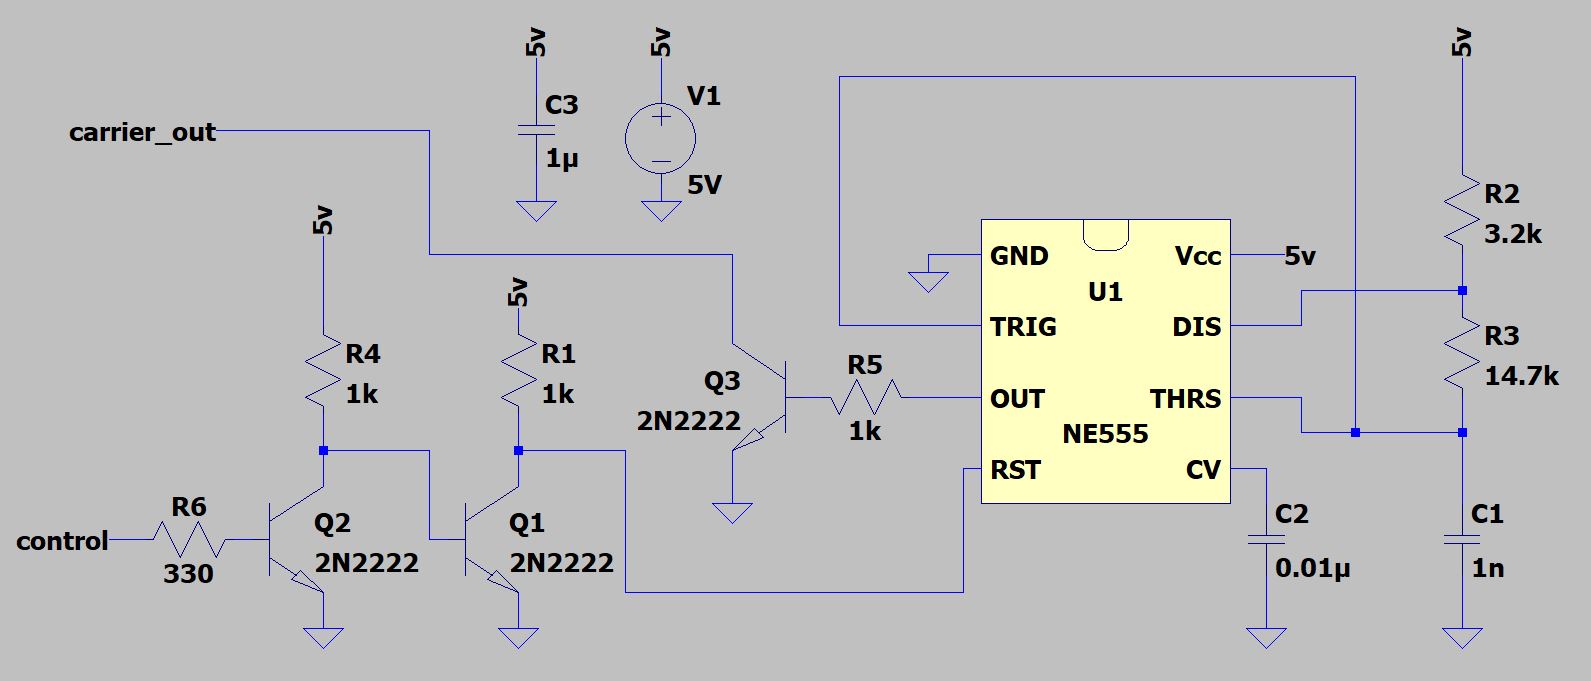 5v
5v
5v
C3
1µ
V1
5V
carrier_out
R2
3.2k
5v
5v
GND
Vcc
5v
U1
TRIG
DIS
R3
14.7k
R4
1k
R1
1k
Q3
2N2222
R5
1k
OUT
THRS
NE555
RST
CV
R6
330
control
Q2
2N2222
Q1
2N2222
C2
0.01µ
C1
1n